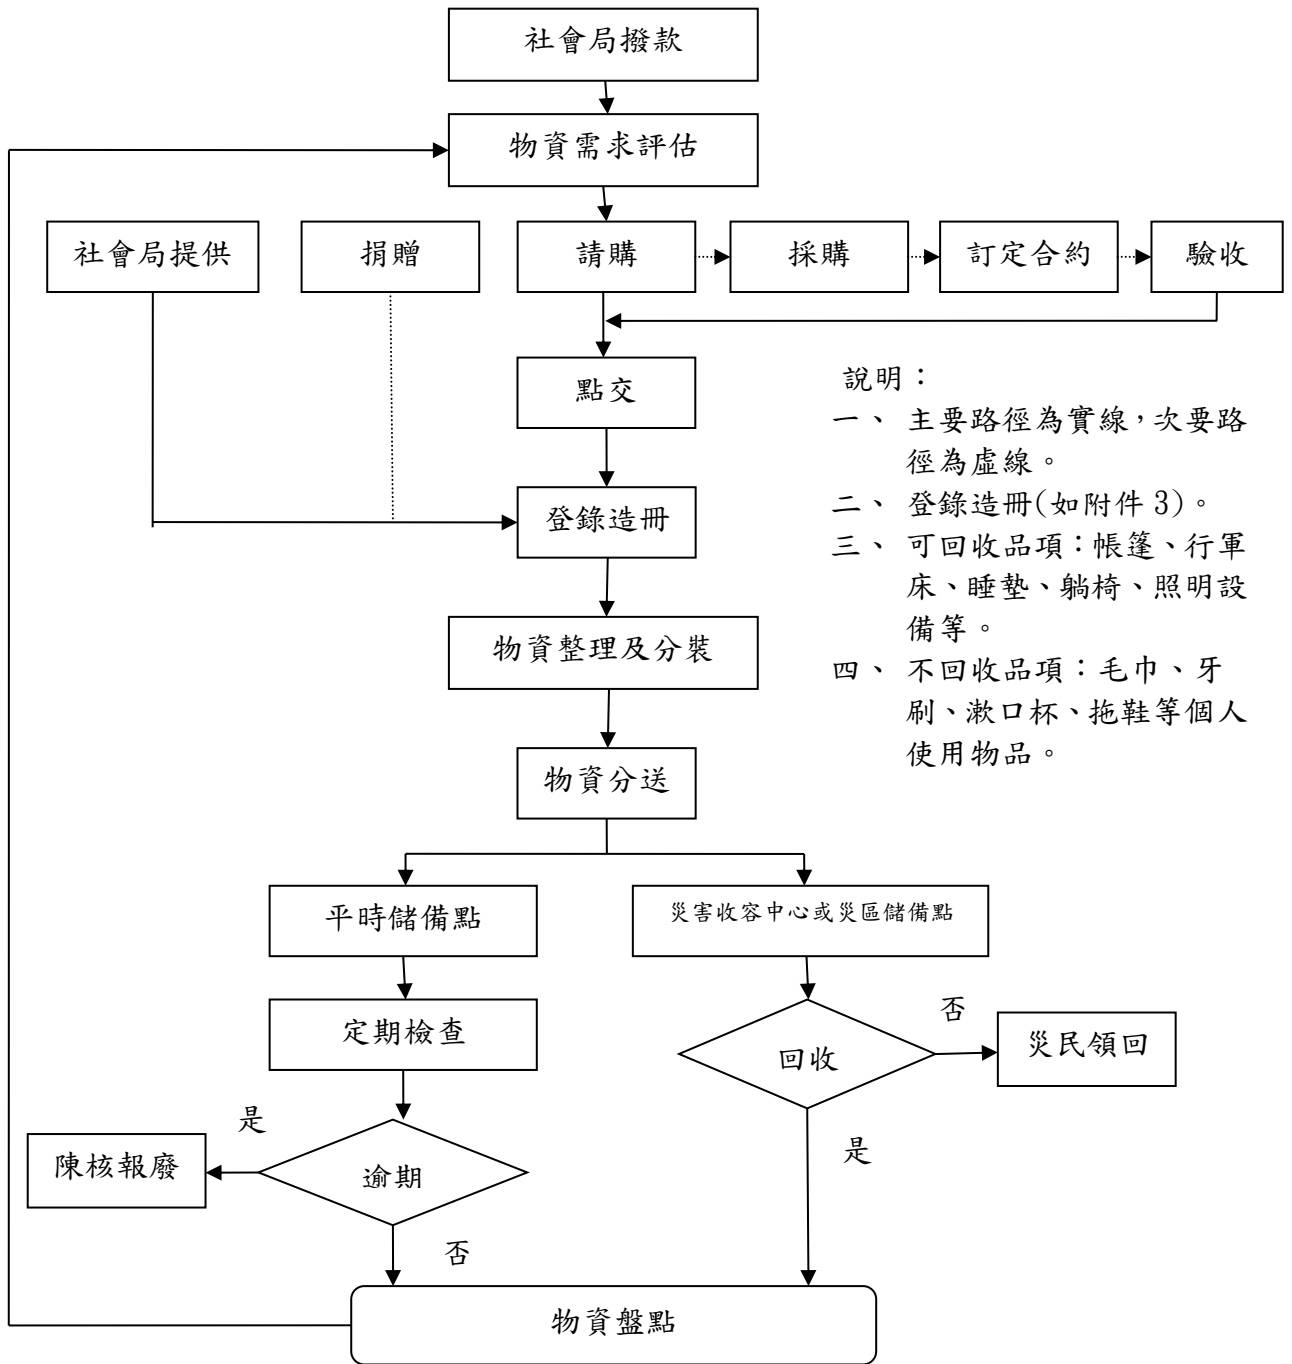 社會局撥款
物資需求評估
社會局提供
捐贈
請購
採購
訂定合約
驗收
點交
說明：
一、 主要路徑為實線，次要路
徑為虛線。
二、 登錄造冊(如附件 3)。
三、 可回收品項：帳篷、行軍
床、睡墊、躺椅、照明設
備等。
四、 不回收品項：毛巾、牙
刷、漱口杯、拖鞋等個人
使用物品。
登錄造冊
物資整理及分裝
物資分送
平時儲備點
災害收容中心或災區儲備點
定期檢查
回收
否
災民領回
是
陳核報廢
逾期
是
否
物資盤點